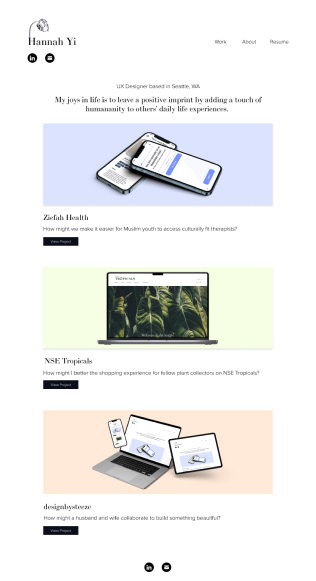 Hannah Yi
Work About Resume
UX Designer based in Seattle, WA
My joys in life is to leave a positive imprint by adding a touch of
humananity to others' daily life experiences.
Ziefah Health
How might we make it easier for Muslim youth to access culturally fit therapists?
View Project
NSE Tropicals
How might I better the shopping experience for fellow plant collectors on NSE Tropicals?
View Project
designbysteeze
How might a husband and wife collaborate to build something beautiful?
View Project